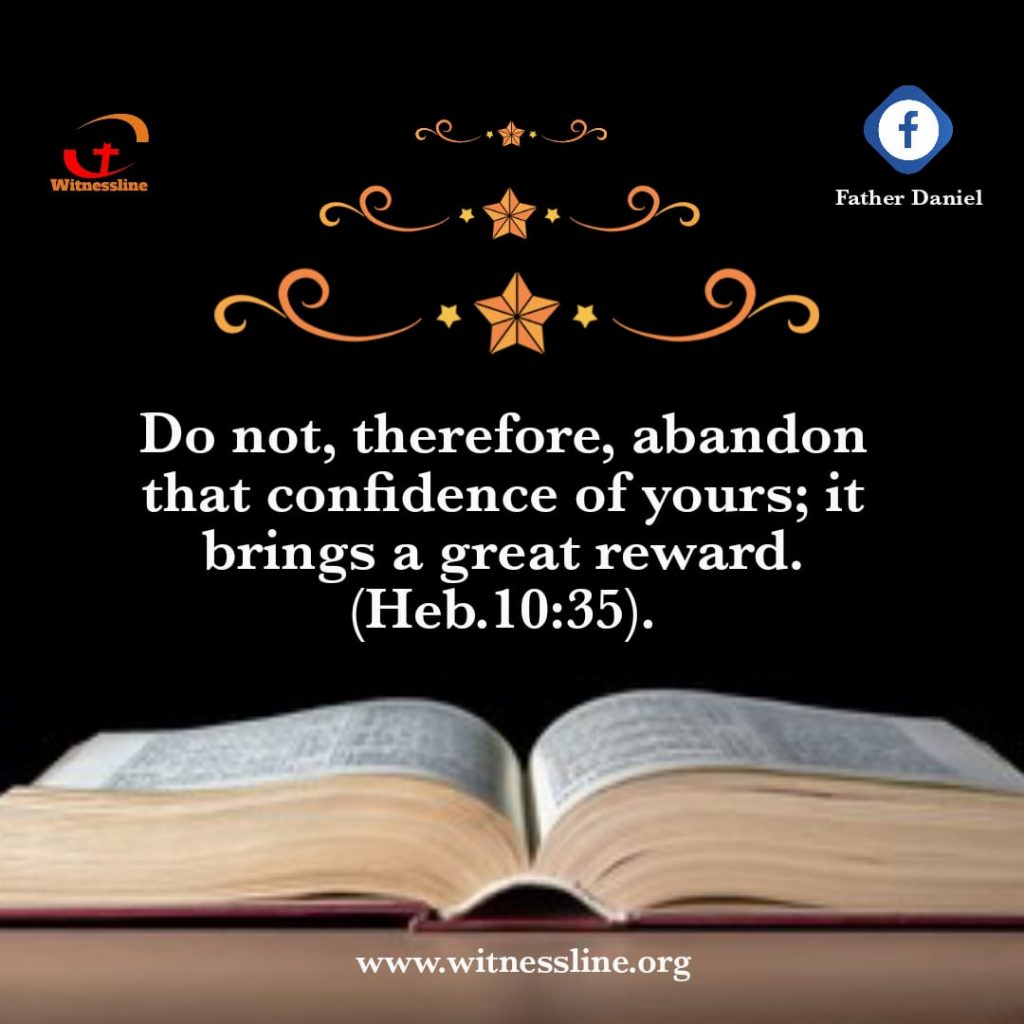 Witnessline
Father Daniel
Do not, therefore, abandon
that confidence of yours; it
brings a great reward.
(Heb.10:35).
www.witnessline.org